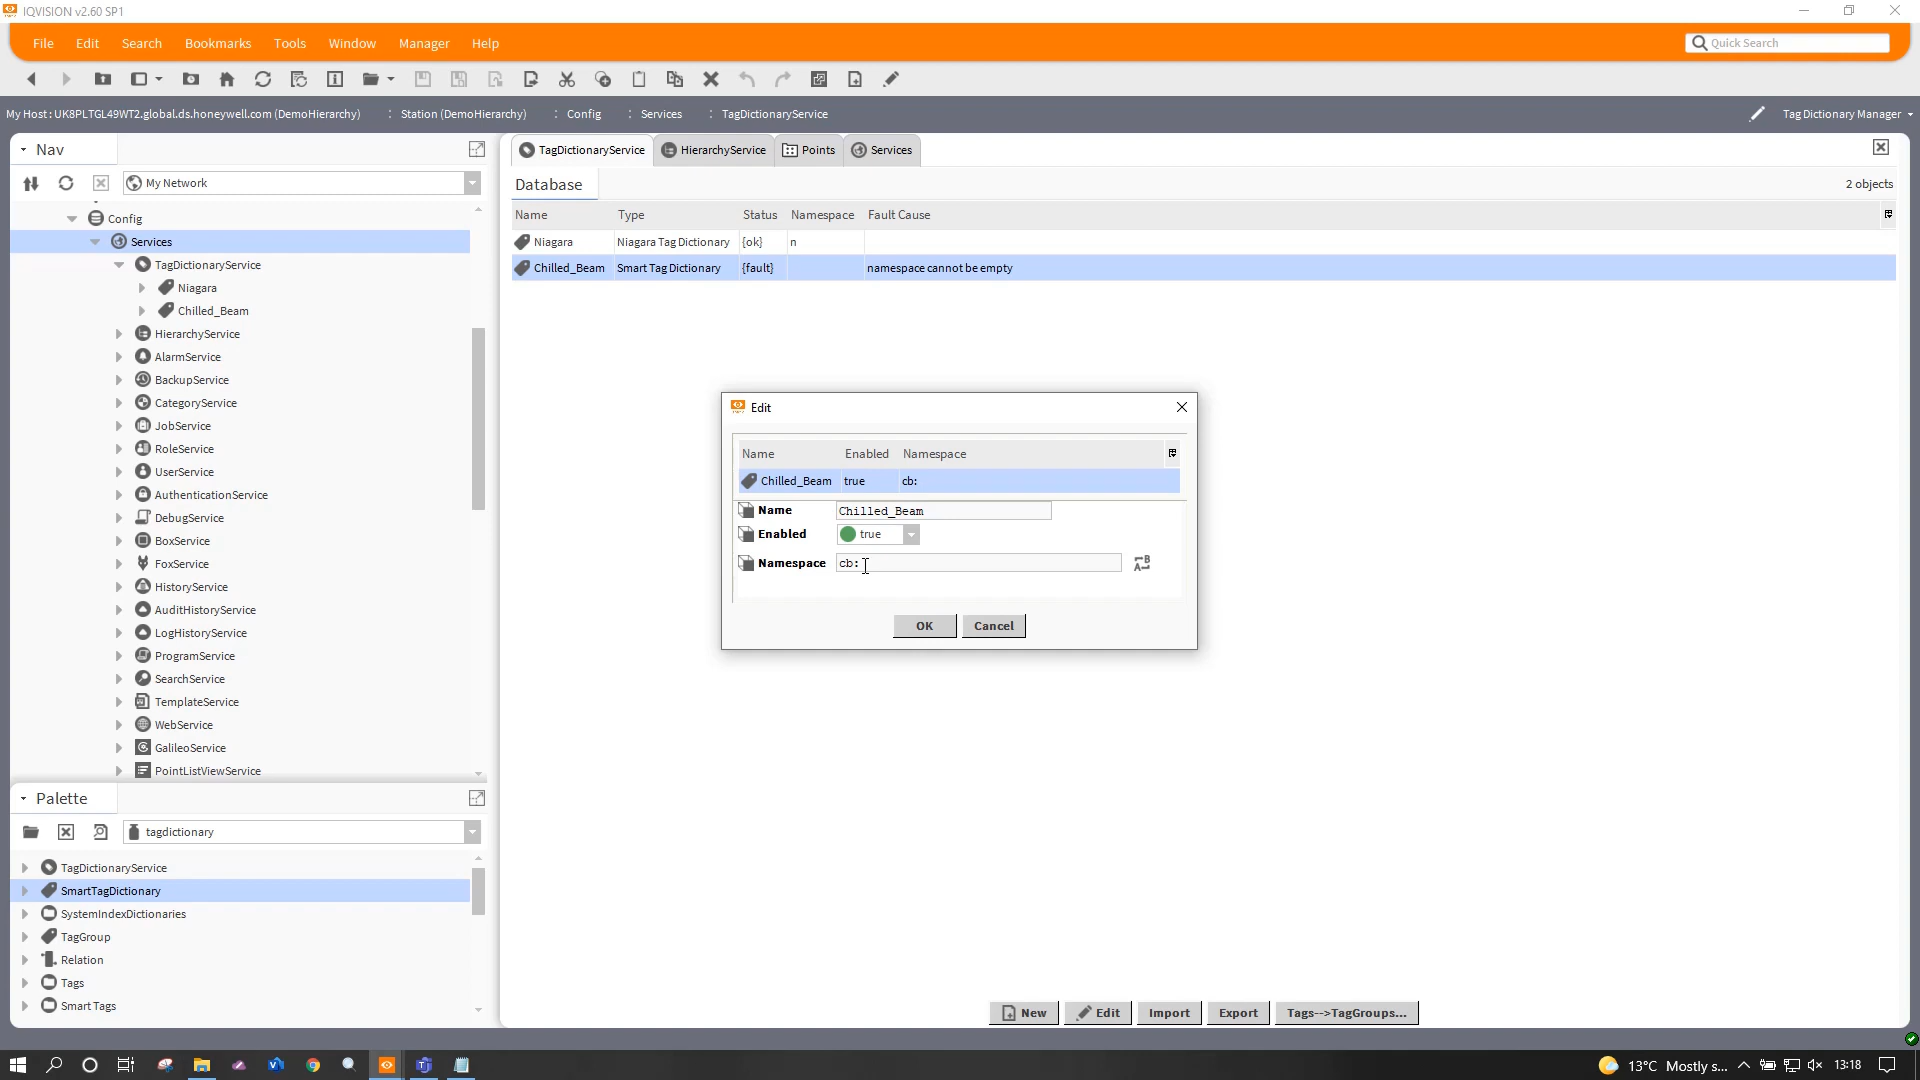 IQVISION v2.60 SP1
File Edit Search Bookmarks Tools Window Manager Help
Quick Search
My Host : UK8PLTGL49WT2.global.ds.honeywell.com (DemoHierarchy) : Station (DemoHierarchy) : Config : Services : TagDictionaryService
Tag Dictionary Manager
Nav
My Network
Config
Services
TagDictionaryService
Niagara
Chilled_Beam
HierarchyService
AlarmService
BackupService
CategoryService
JobService
RoleService
UserService
AuthenticationService
DebugService
BoxService
FoxService
HistoryService
AuditHistoryService
LogHistoryService
ProgramService
SearchService
TemplateService
WebService
GalileoService
PointListViewService
Palette
tagdictionary
TagDictionaryService
SmartTagDictionary
SystemIndexDictionaries
TagGroup
Relation
Tags
Smart Tags
TagDictionaryService HierarchyService Points Services
Database
2 objects
Name Type Status Namespace Fault Cause
Niagara Niagara Tag Dictionary {ok} n
Chilled_Beam Smart Tag Dictionary {fault} namespace cannot be empty
Edit
Name Enabled Namespace
Chilled_Beam true cb:
Name Chilled_Beam
Enabled true
Namespace cb:
OK Cancel
New Edit Import Export Tags-->TagGroups...
13°C Mostly s... 13:18